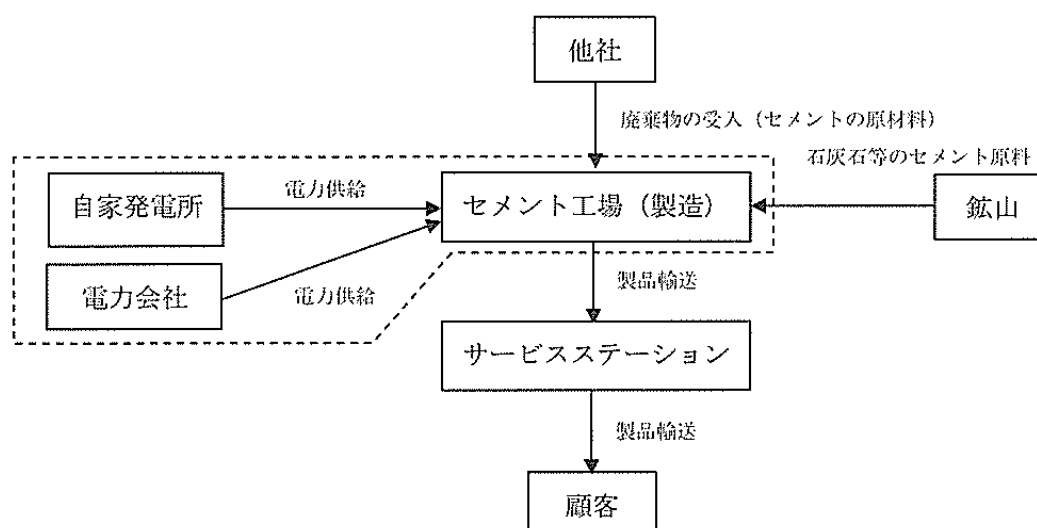 他社
廃棄物の受入（セメントの原材料）
石灰石等のセメント原料
自家発電所
電力供給
セメント工場（製造）
鉱山
電力会社
電力供給
製品輸送
サービスステーション
製品輸送
顧客